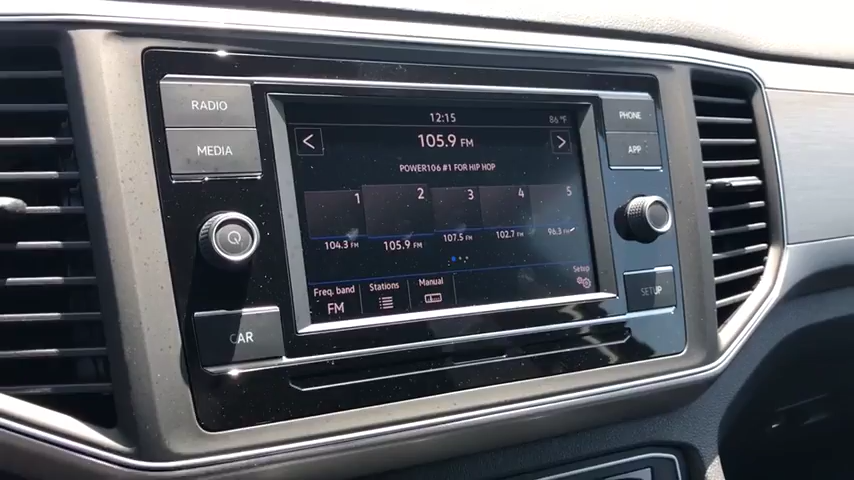 RADIO
MEDIA
CAR
12:15
86 °F
105.9 FM
<
>
POWER106 #1 FOR HIP HOP
1 2 3 4 5
104.3 FM 105.9 FM 107.5 FM 102.7 FM 96.3 FM
Freq. band Stations Manual Setup
FM
PHONE
APP
SETUP